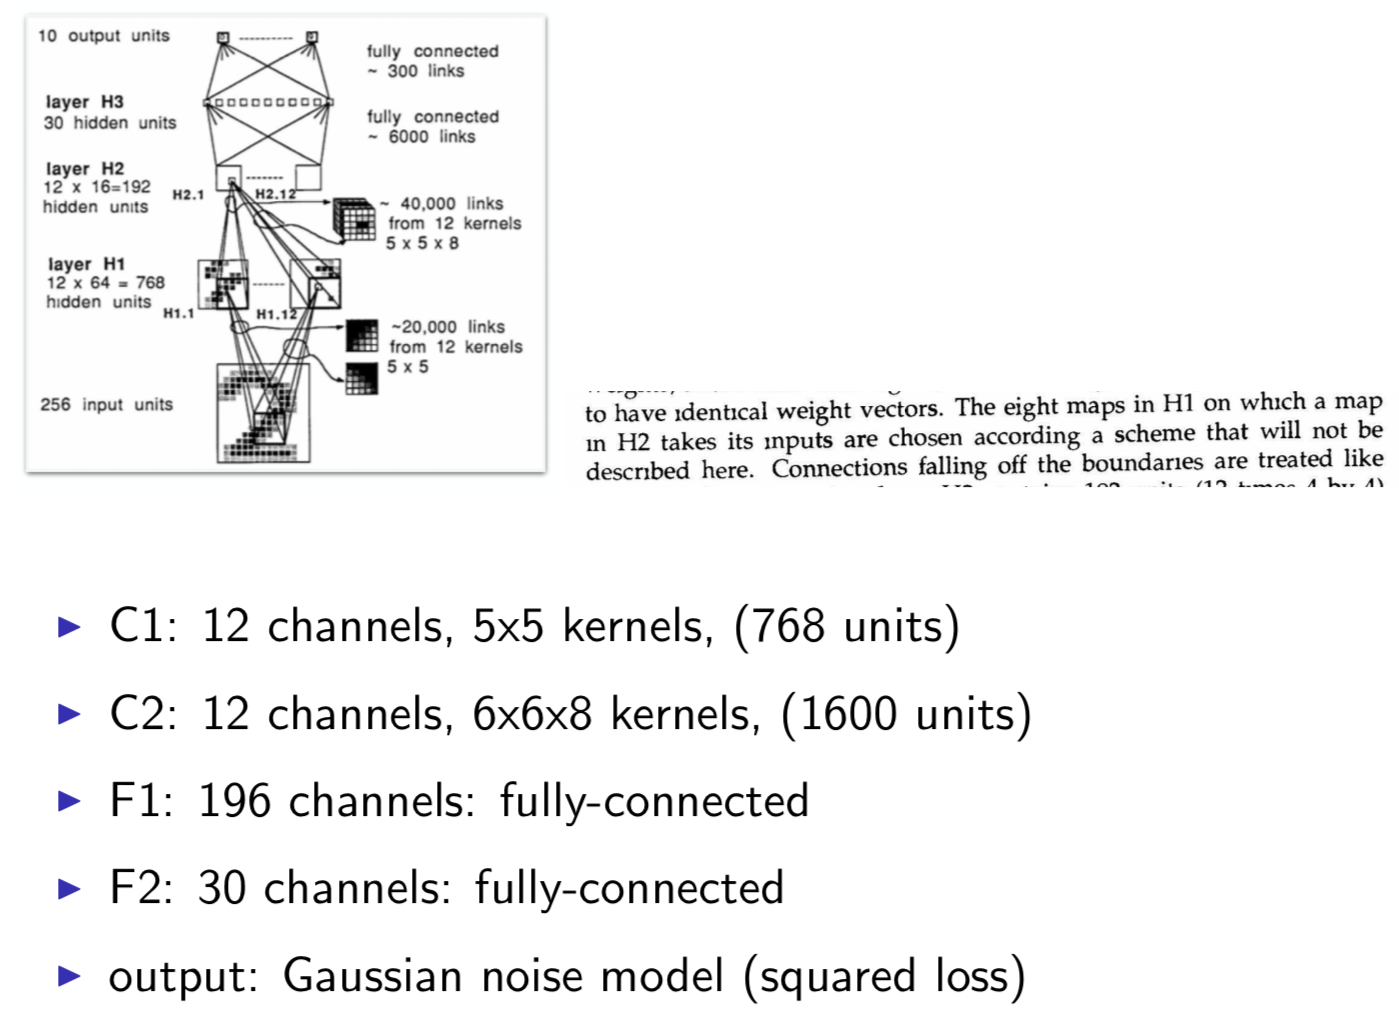 10 output units
fully connected
~ 300 links
layer H3
30 hidden units
fully connected
~ 6000 links
layer H2
12 x 16=192
hidden units
H2.1
H2.12
~ 40,000 links
from 12 kernels
5 x 5 x 8
layer H1
12 x 64 = 768
hidden units
H1.1
H1.12
~20,000 links
from 12 kernels
5 x 5
256 input units
to have identical weight vectors. The eight maps in H1 on which a map
in H2 takes its inputs are chosen according a scheme that will not be
described here. Connections falling off the boundaries are treated like
▶ C1: 12 channels, 5x5 kernels, (768 units)
▶ C2: 12 channels, 6x6x8 kernels, (1600 units)
▶ F1: 196 channels: fully-connected
▶ F2: 30 channels: fully-connected
▶ output: Gaussian noise model (squared loss)